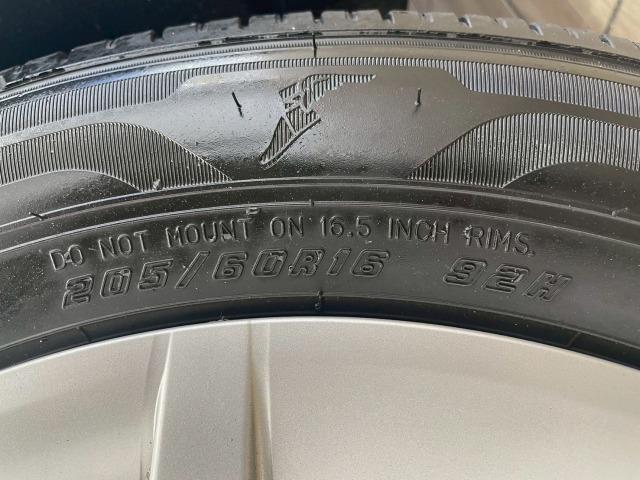 DO NOT MOUNT ON 16.5 INCH RIMS.
205/60R16 92H